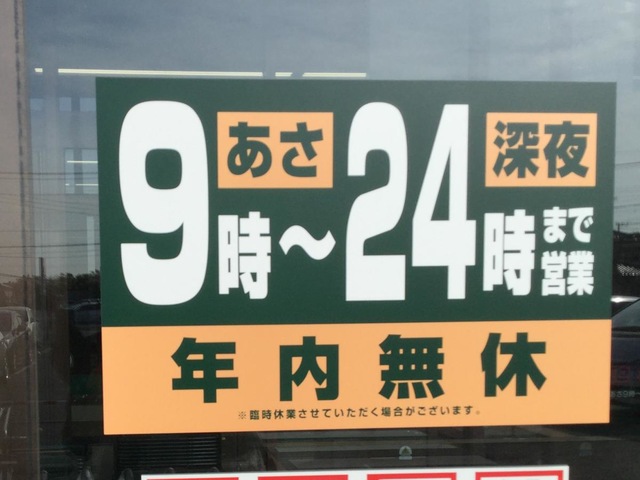 あさ9時～深夜24時まで営業
年内無休
※臨時休業させていただく場合がございます。